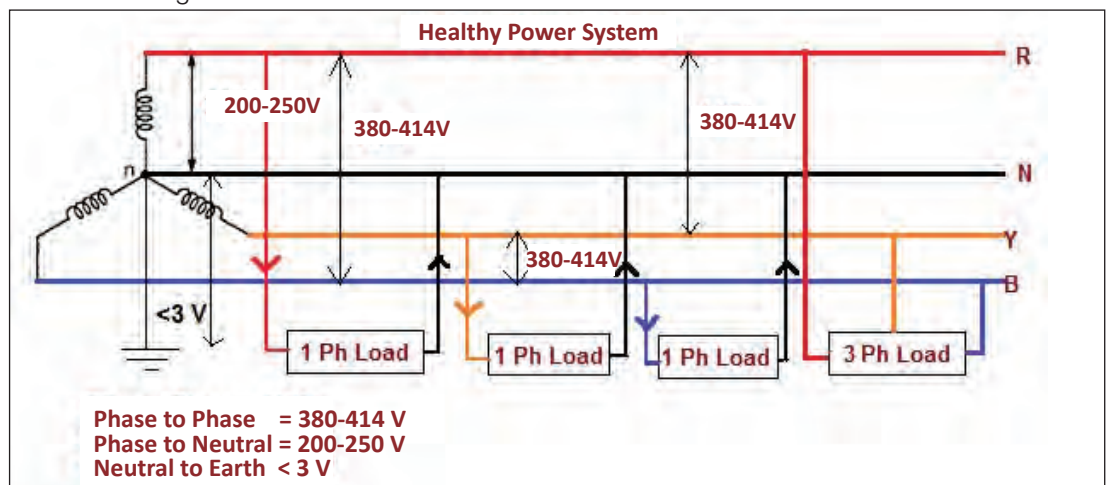 Healthy Power System
R
200-250V
380-414V
380-414V
n
N
Y
380-414V
B
<3 V
1 Ph Load
1 Ph Load
1 Ph Load
3 Ph Load
Phase to Phase = 380-414 V
Phase to Neutral = 200-250 V
Neutral to Earth < 3 V